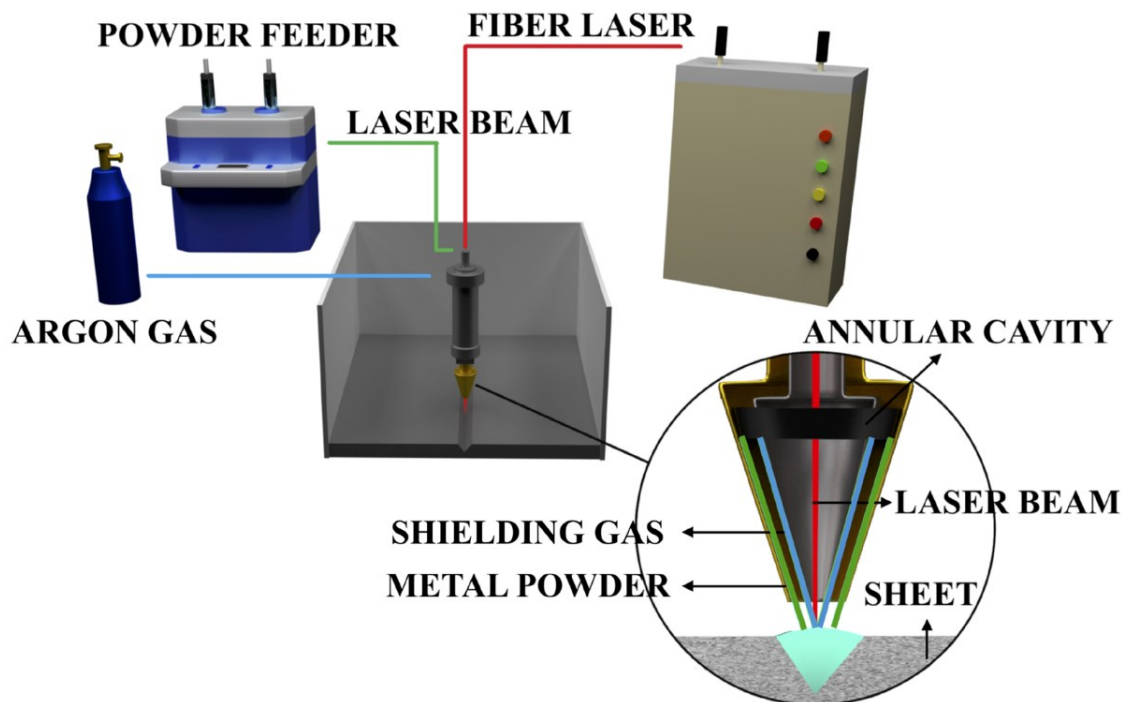 FIBER LASER
POWDER FEEDER
LASER BEAM
ARGON GAS
ANNULAR CAVITY
LASER BEAM
SHIELDING GAS
METAL POWDER
SHEET